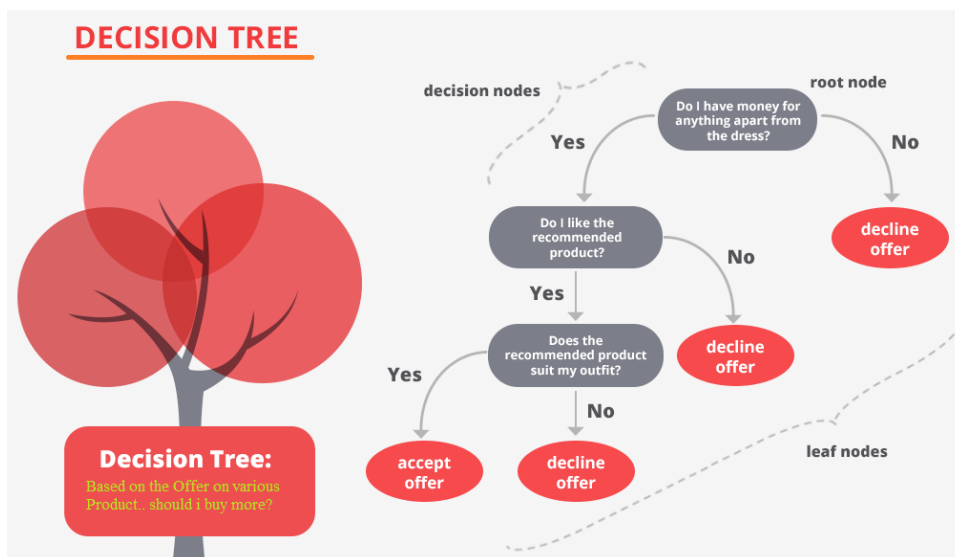 DECISION TREE
decision nodes
root node
Do I have money for
anything apart from
the dress?
Yes
No
Do I like the
recommended
product?
decline
offer
No
Yes
Does the
recommended product
suit my outfit?
decline
offer
Yes
No
accept
offer
decline
offer
leaf nodes
Decision Tree:
Based on the Offer on various
Product.. should i buy more?